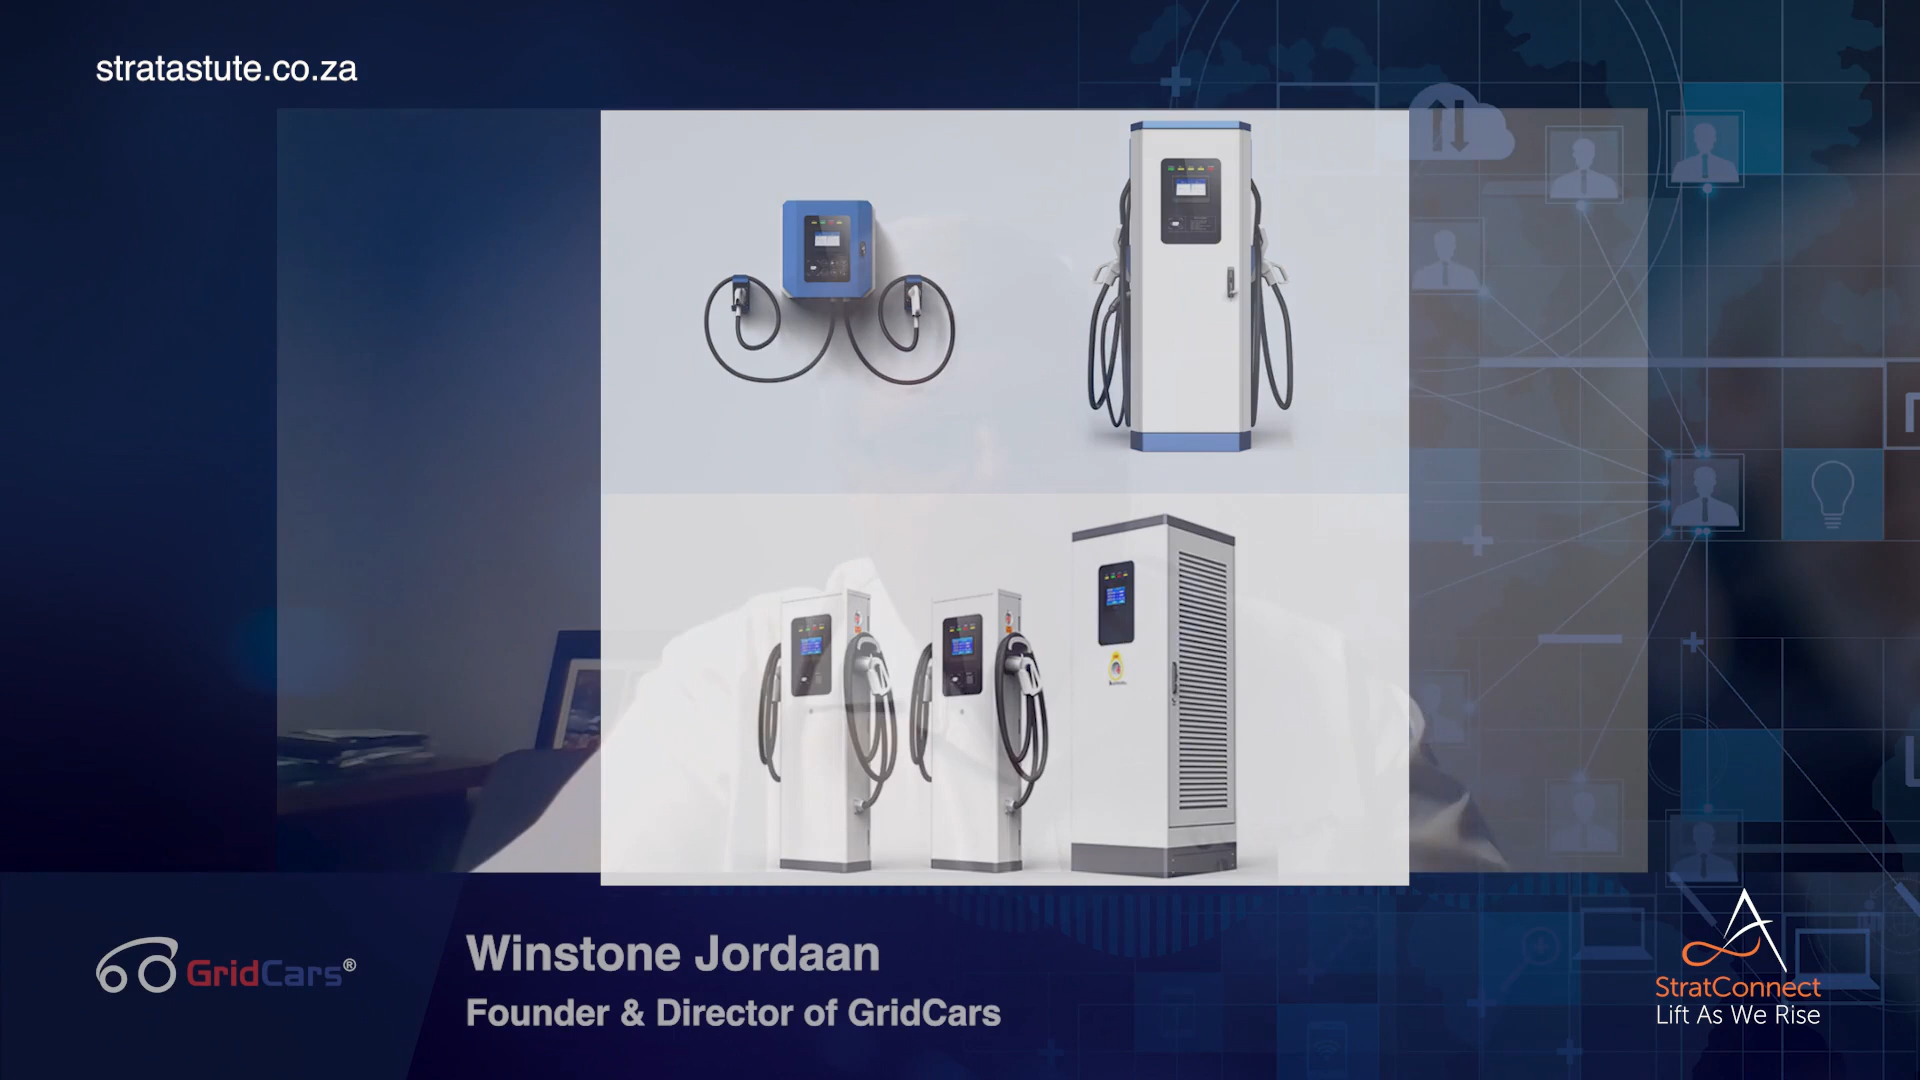 stratastute.co.za
GridCars®
Winstone Jordaan
Founder & Director of GridCars
StratConnect
Lift As We Rise